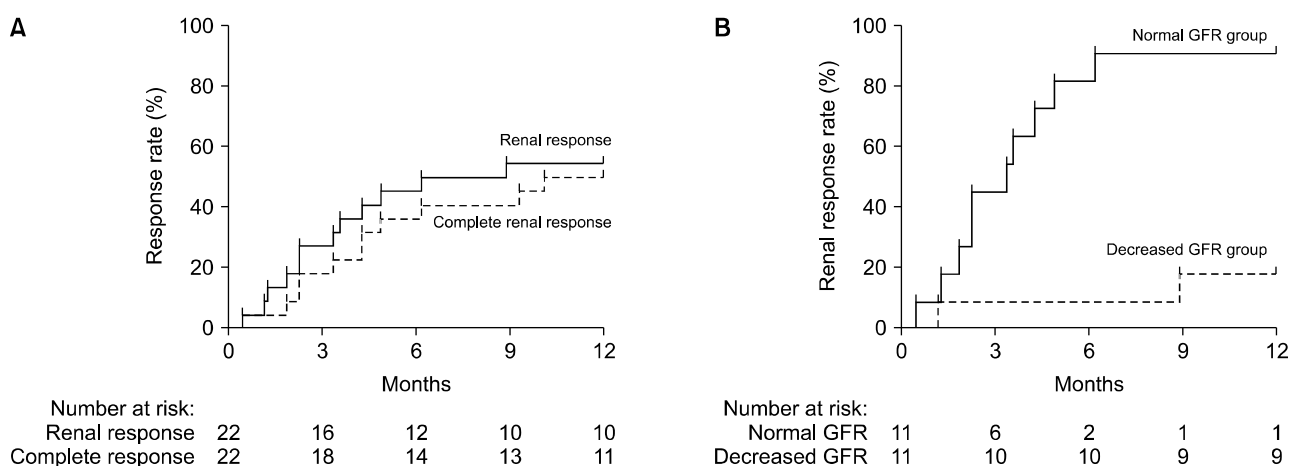 A
Response rate (%)
100
80
60
40
20
0
Renal response
Complete renal response
0 3 6 9 12
Months
Number at risk:
Renal response 22 16 12 10 10
Complete response 22 18 14 13 11
B
Renal response rate (%)
100
80
60
40
20
0
Normal GFR group
Decreased GFR group
0 3 6 9 12
Months
Number at risk:
Normal GFR 11 6 2 1 1
Decreased GFR 11 10 10 9 9